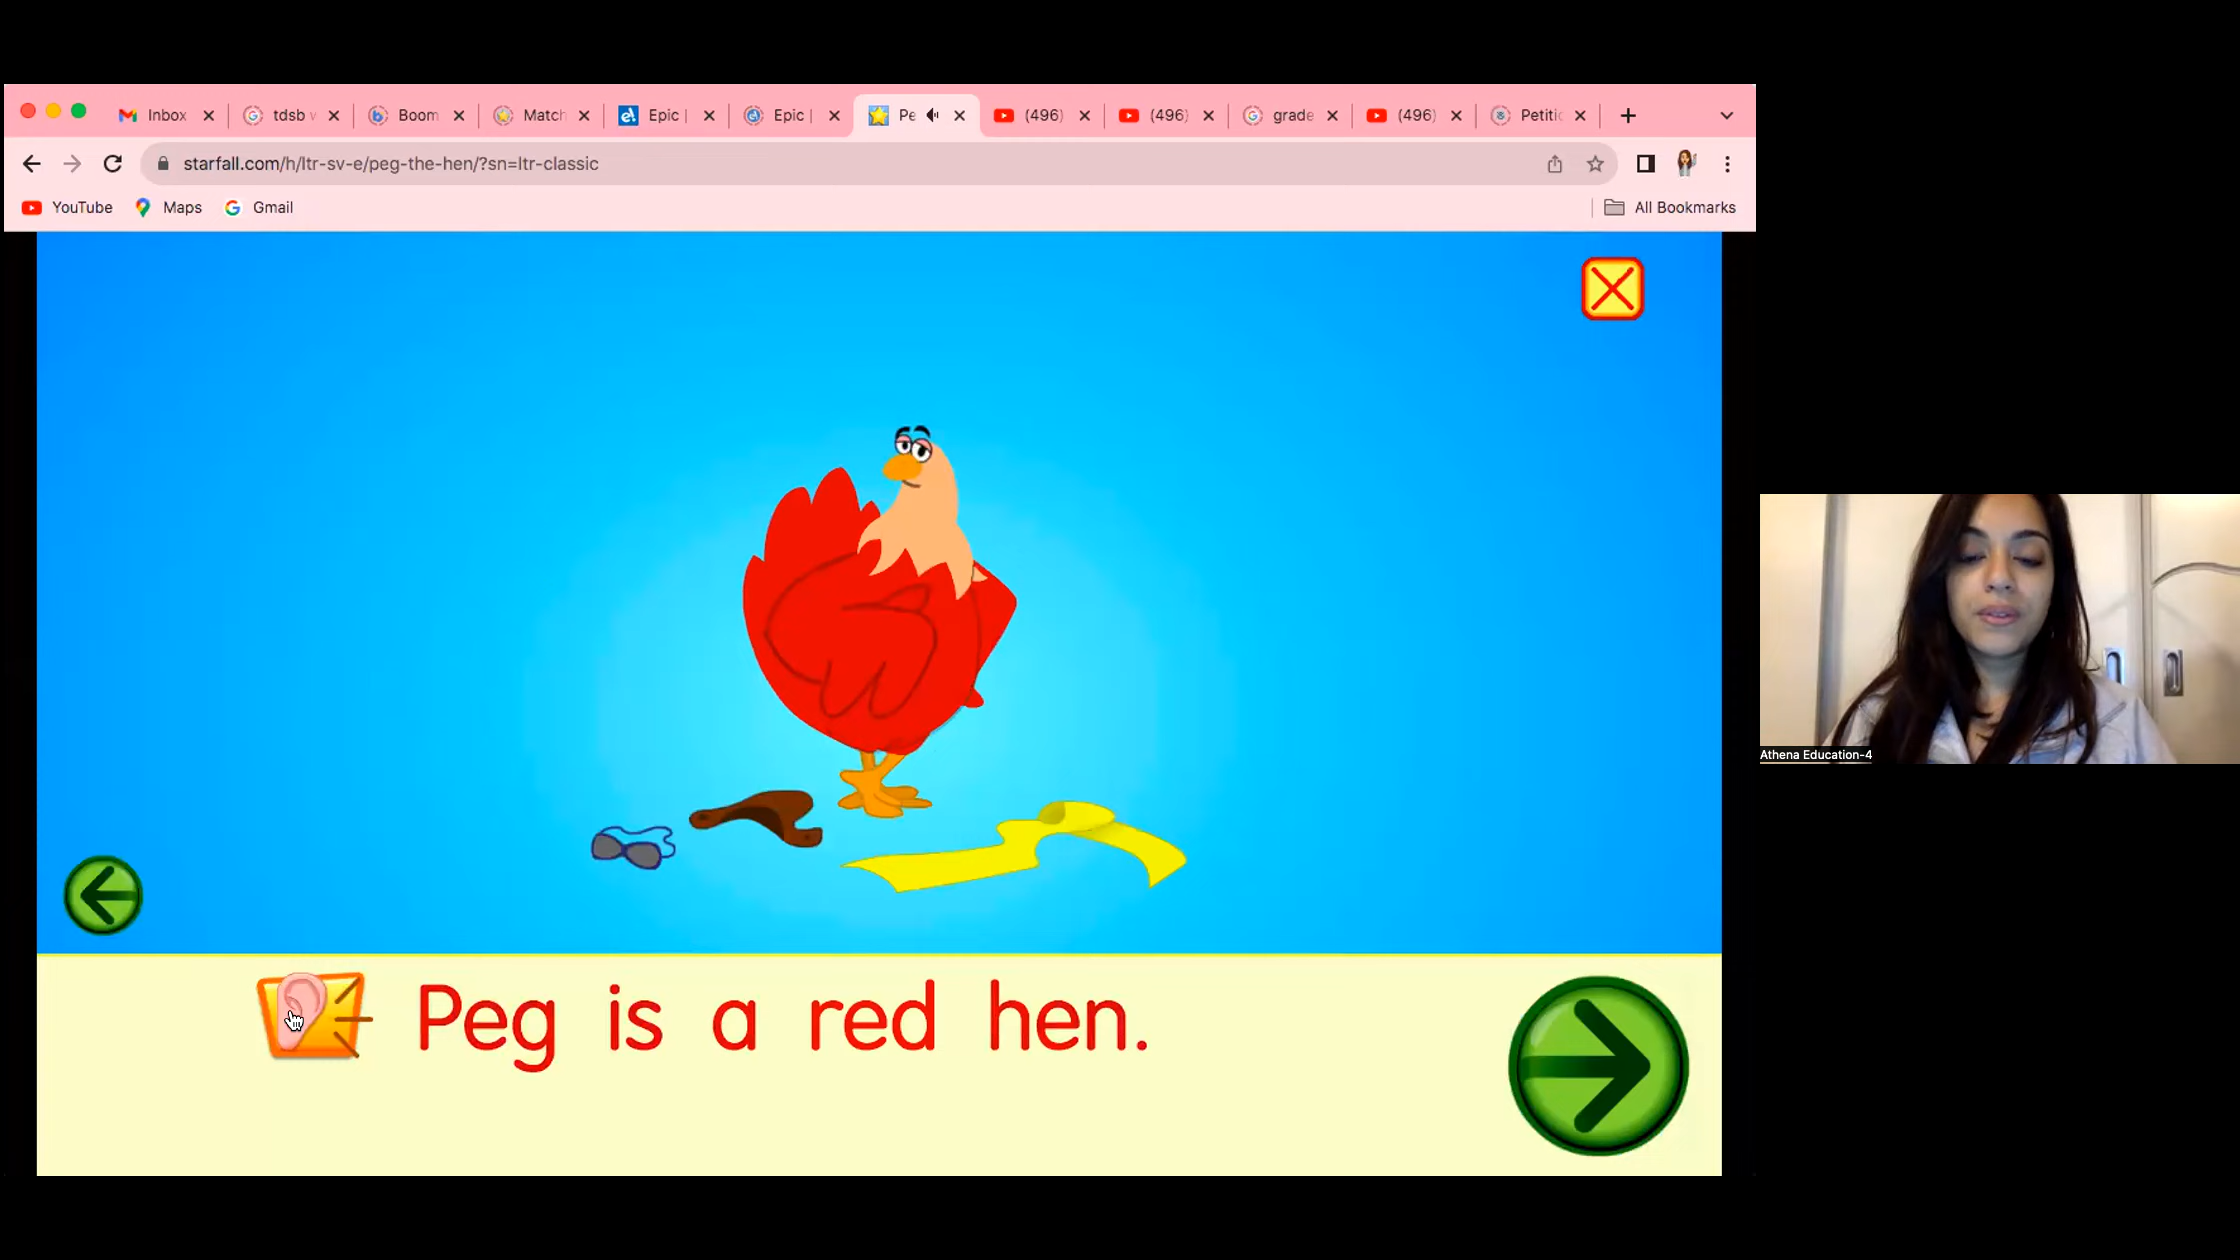 Inbox
tdsb
Boom
Match
Epic |
Epic |
Pe
(496)
(496)
grade
(496)
Petitic
starfall.com/h/ltr-sv-e/peg-the-hen/?sn=ltr-classic
YouTube
Maps
Gmail
All Bookmarks
Athena Education-4
Peg is a red hen.